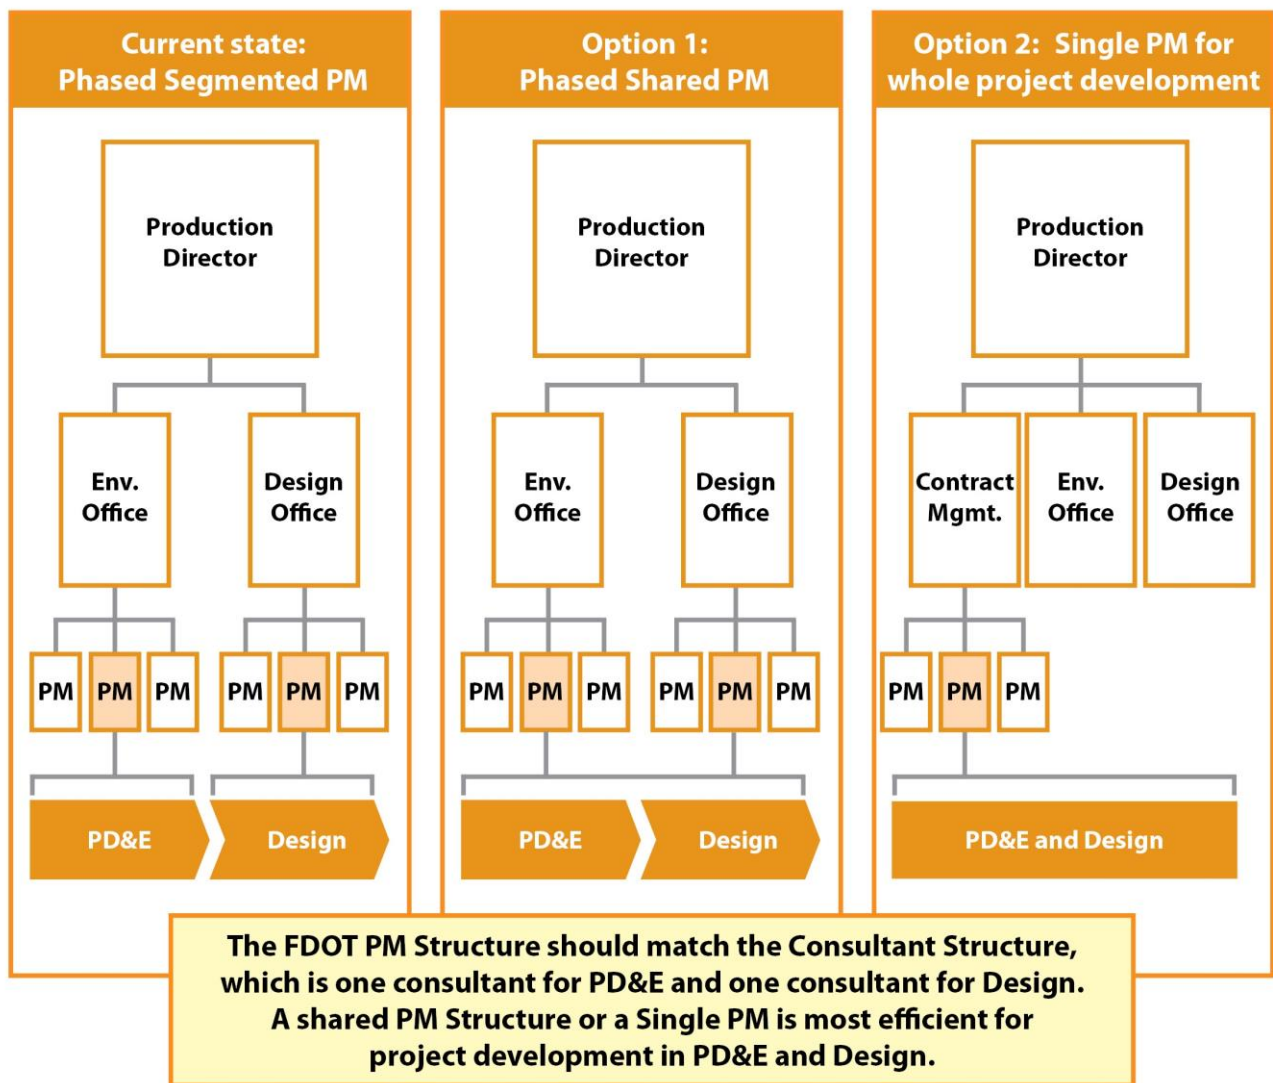 Current state:
Phased Segmented PM
Production
Director
Env.
Office
Design
Office
PM
PM
PM
PM
PM
PM
PD&E
Design
Option 1:
Phased Shared PM
Production
Director
Env.
Office
Design
Office
PM
PM
PM
PM
PM
PM
PD&E
Design
Option 2:  Single PM for
whole project development
Production
Director
Contract
Mgmt.
Env.
Office
Design
Office
PM
PM
PM
PD&E and Design
The FDOT PM Structure should match the Consultant Structure,
which is one consultant for PD&E and one consultant for Design.
A shared PM Structure or a Single PM is most efficient for
project development in PD&E and Design.